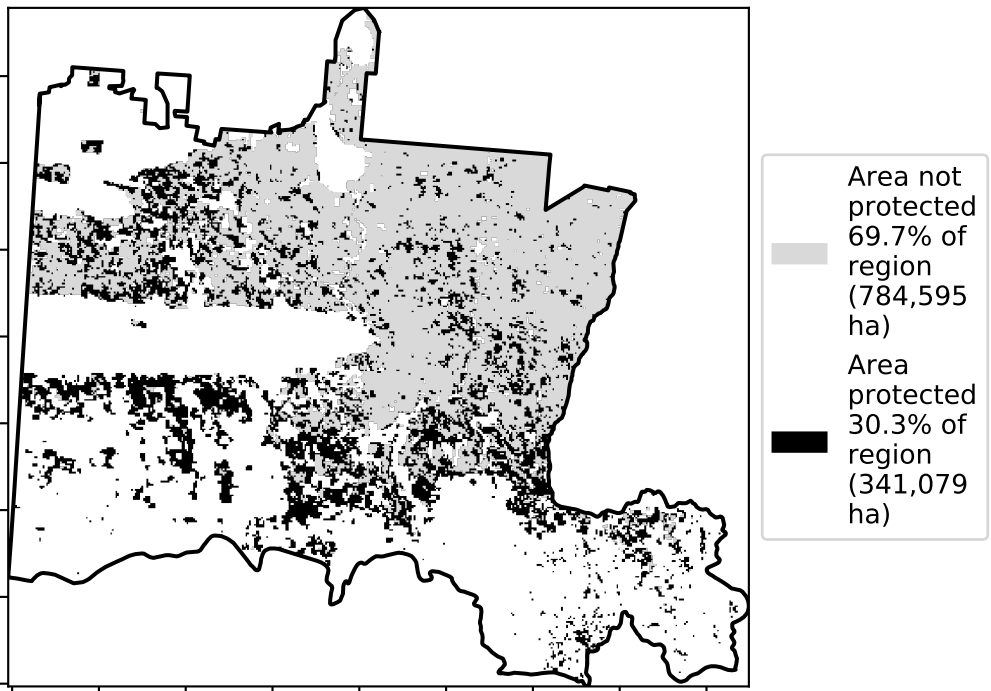 Area not
protected
69.7% of
region
(784,595
ha)
Area
protected
30.3% of
region
(341,079
ha)